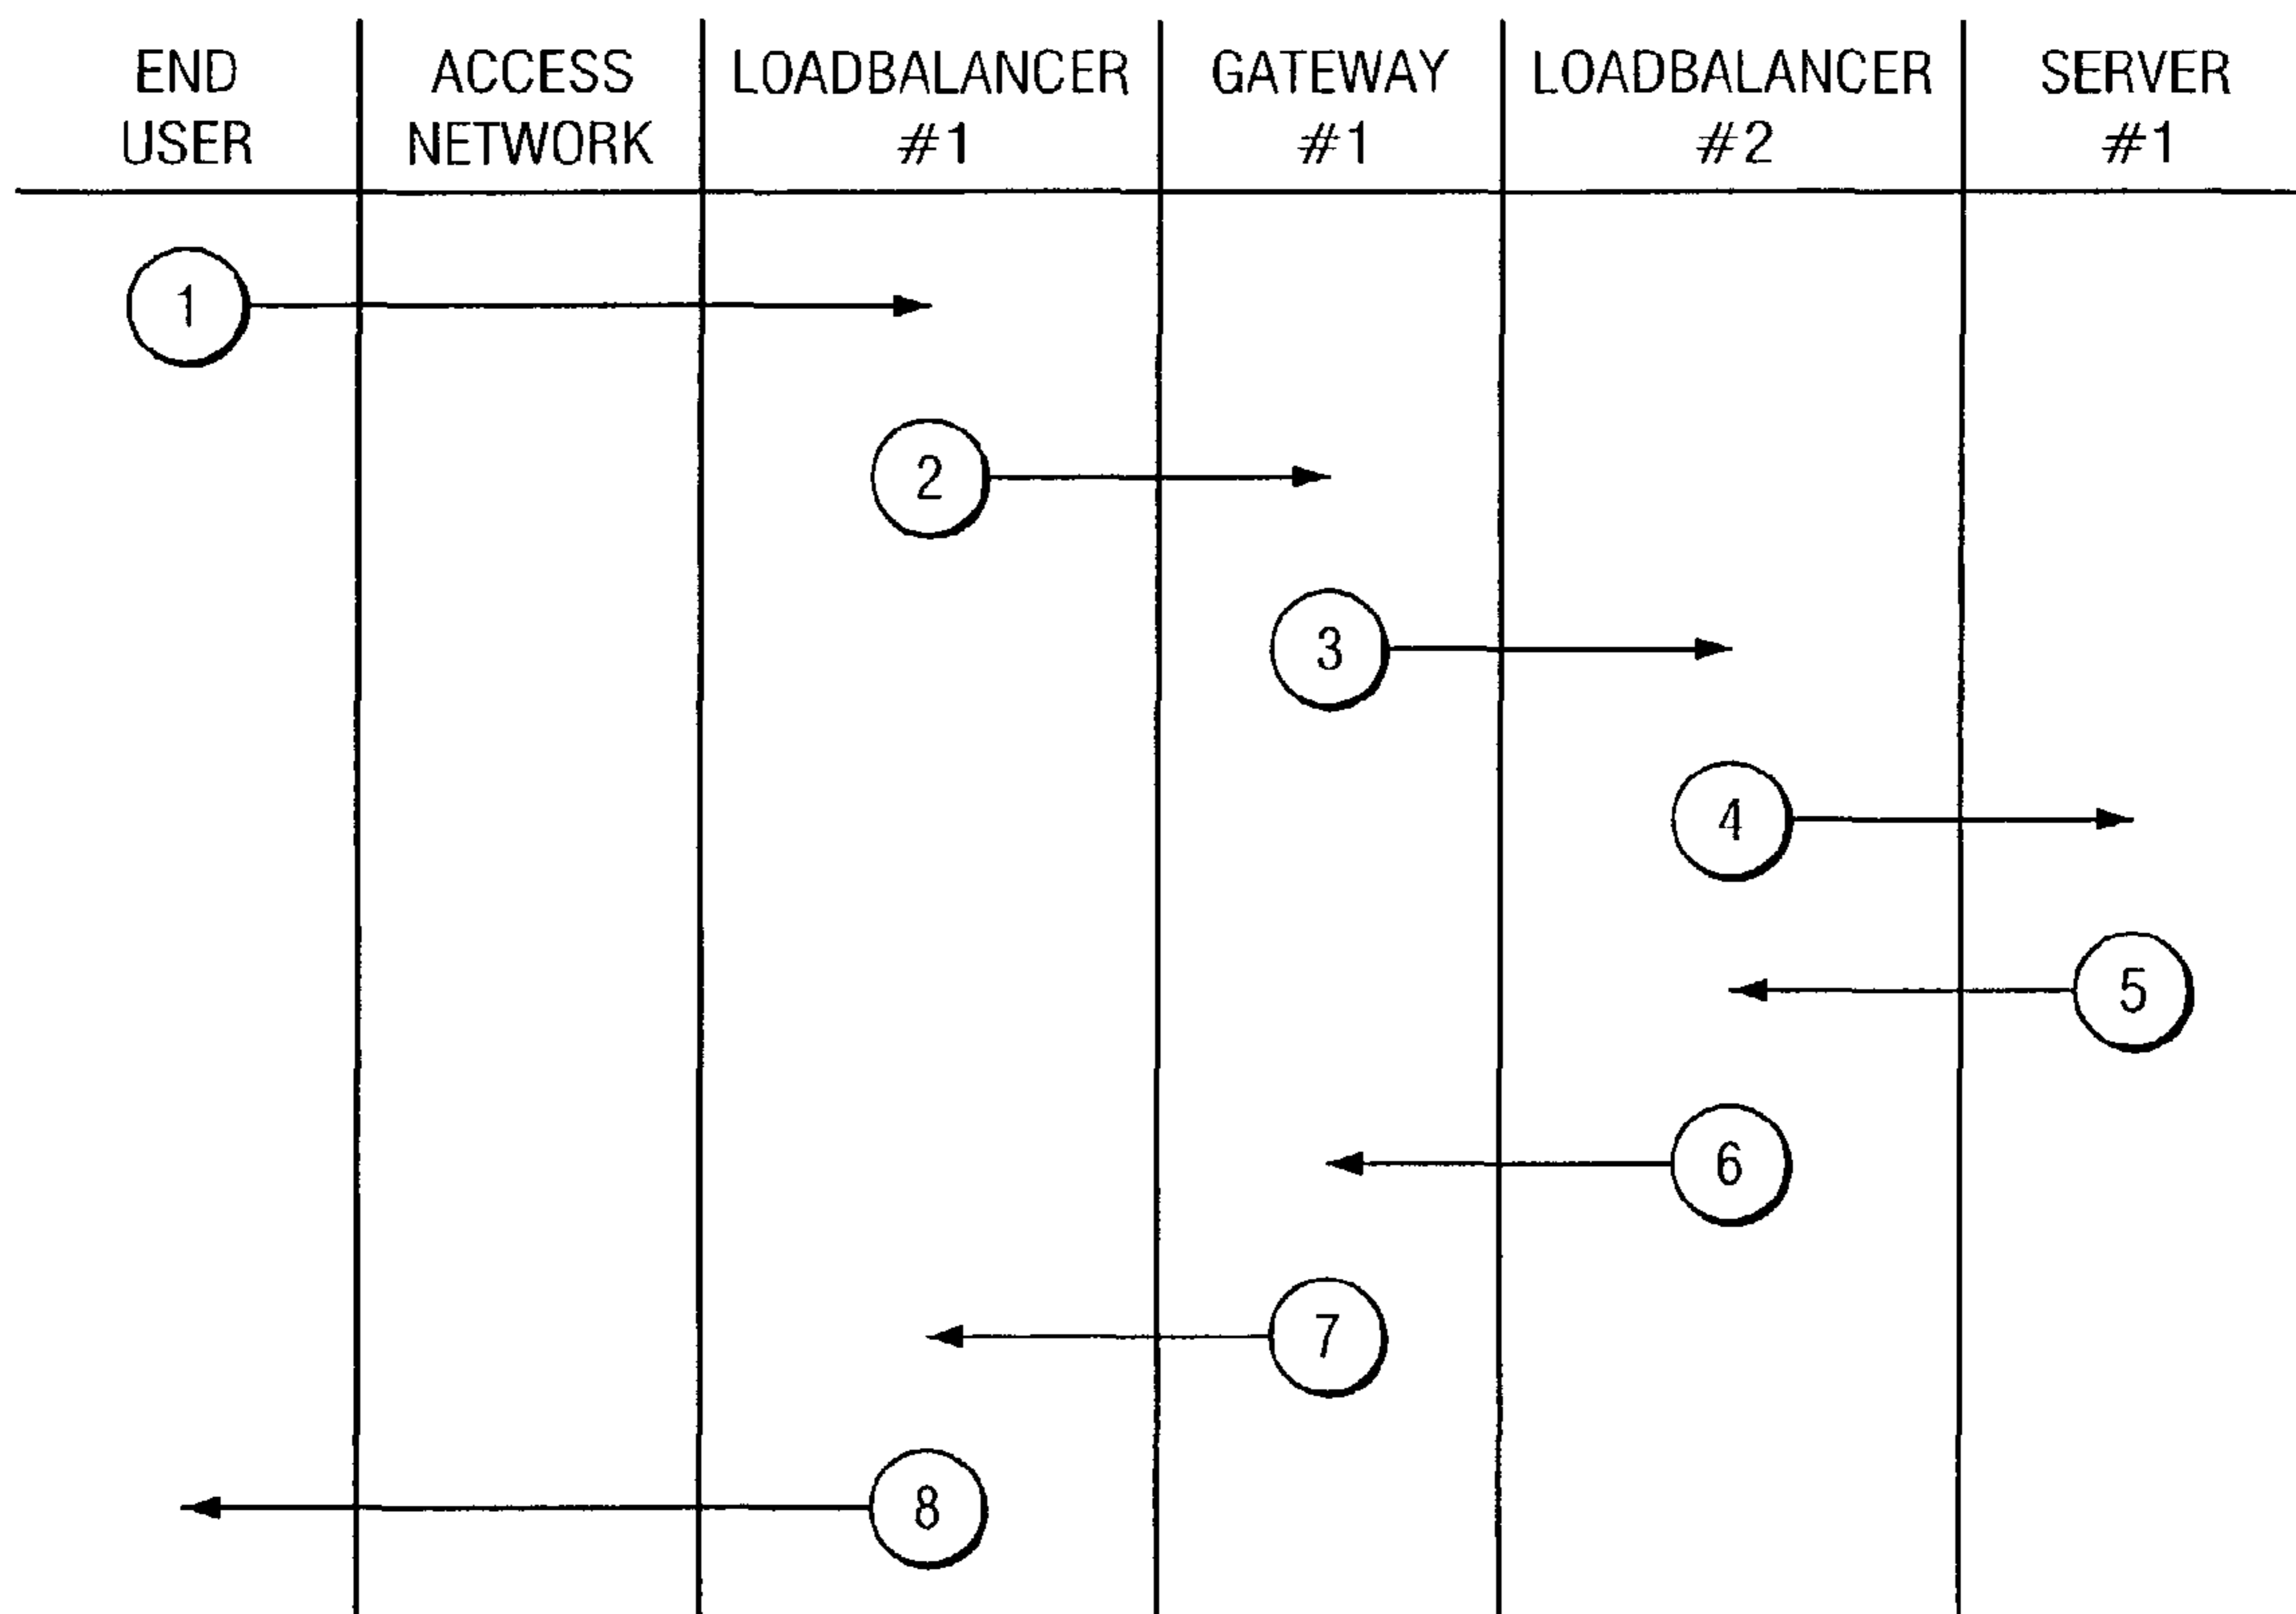 END
USER
ACCESS
NETWORK
LOADBALANCER
#1
GATEWAY
#1
LOADBALANCER
#2
SERVER
#1
1
2
3
4
5
6
7
8